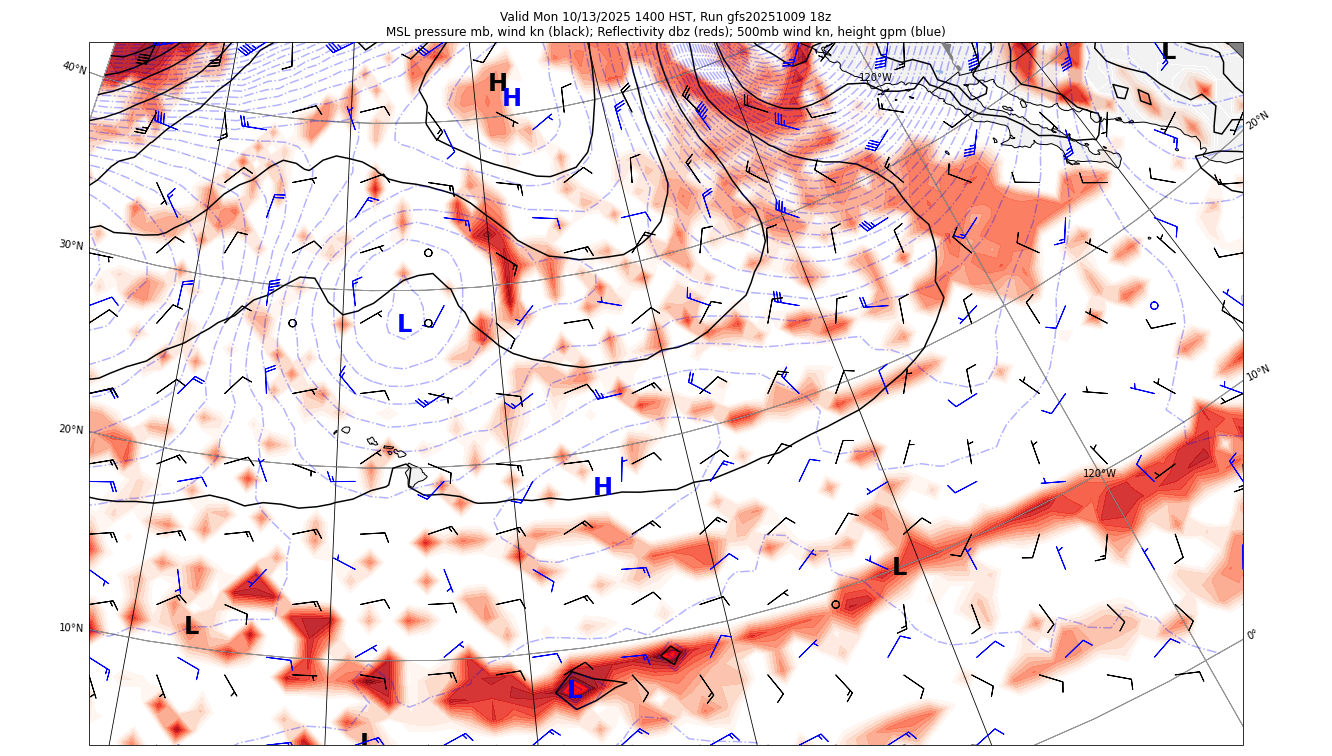 Valid Mon 10/13/2025 1400 HST, Run gfs20251009 18z
MSL pressure mb, wind kn (black); Reflectivity dbz (reds); 500mb wind kn, height gpm (blue)
L
40°N
H
H
120°W
20°N
30°N
L
10°N
20°N
120°W
H
L
10°N
L
0°
L
L